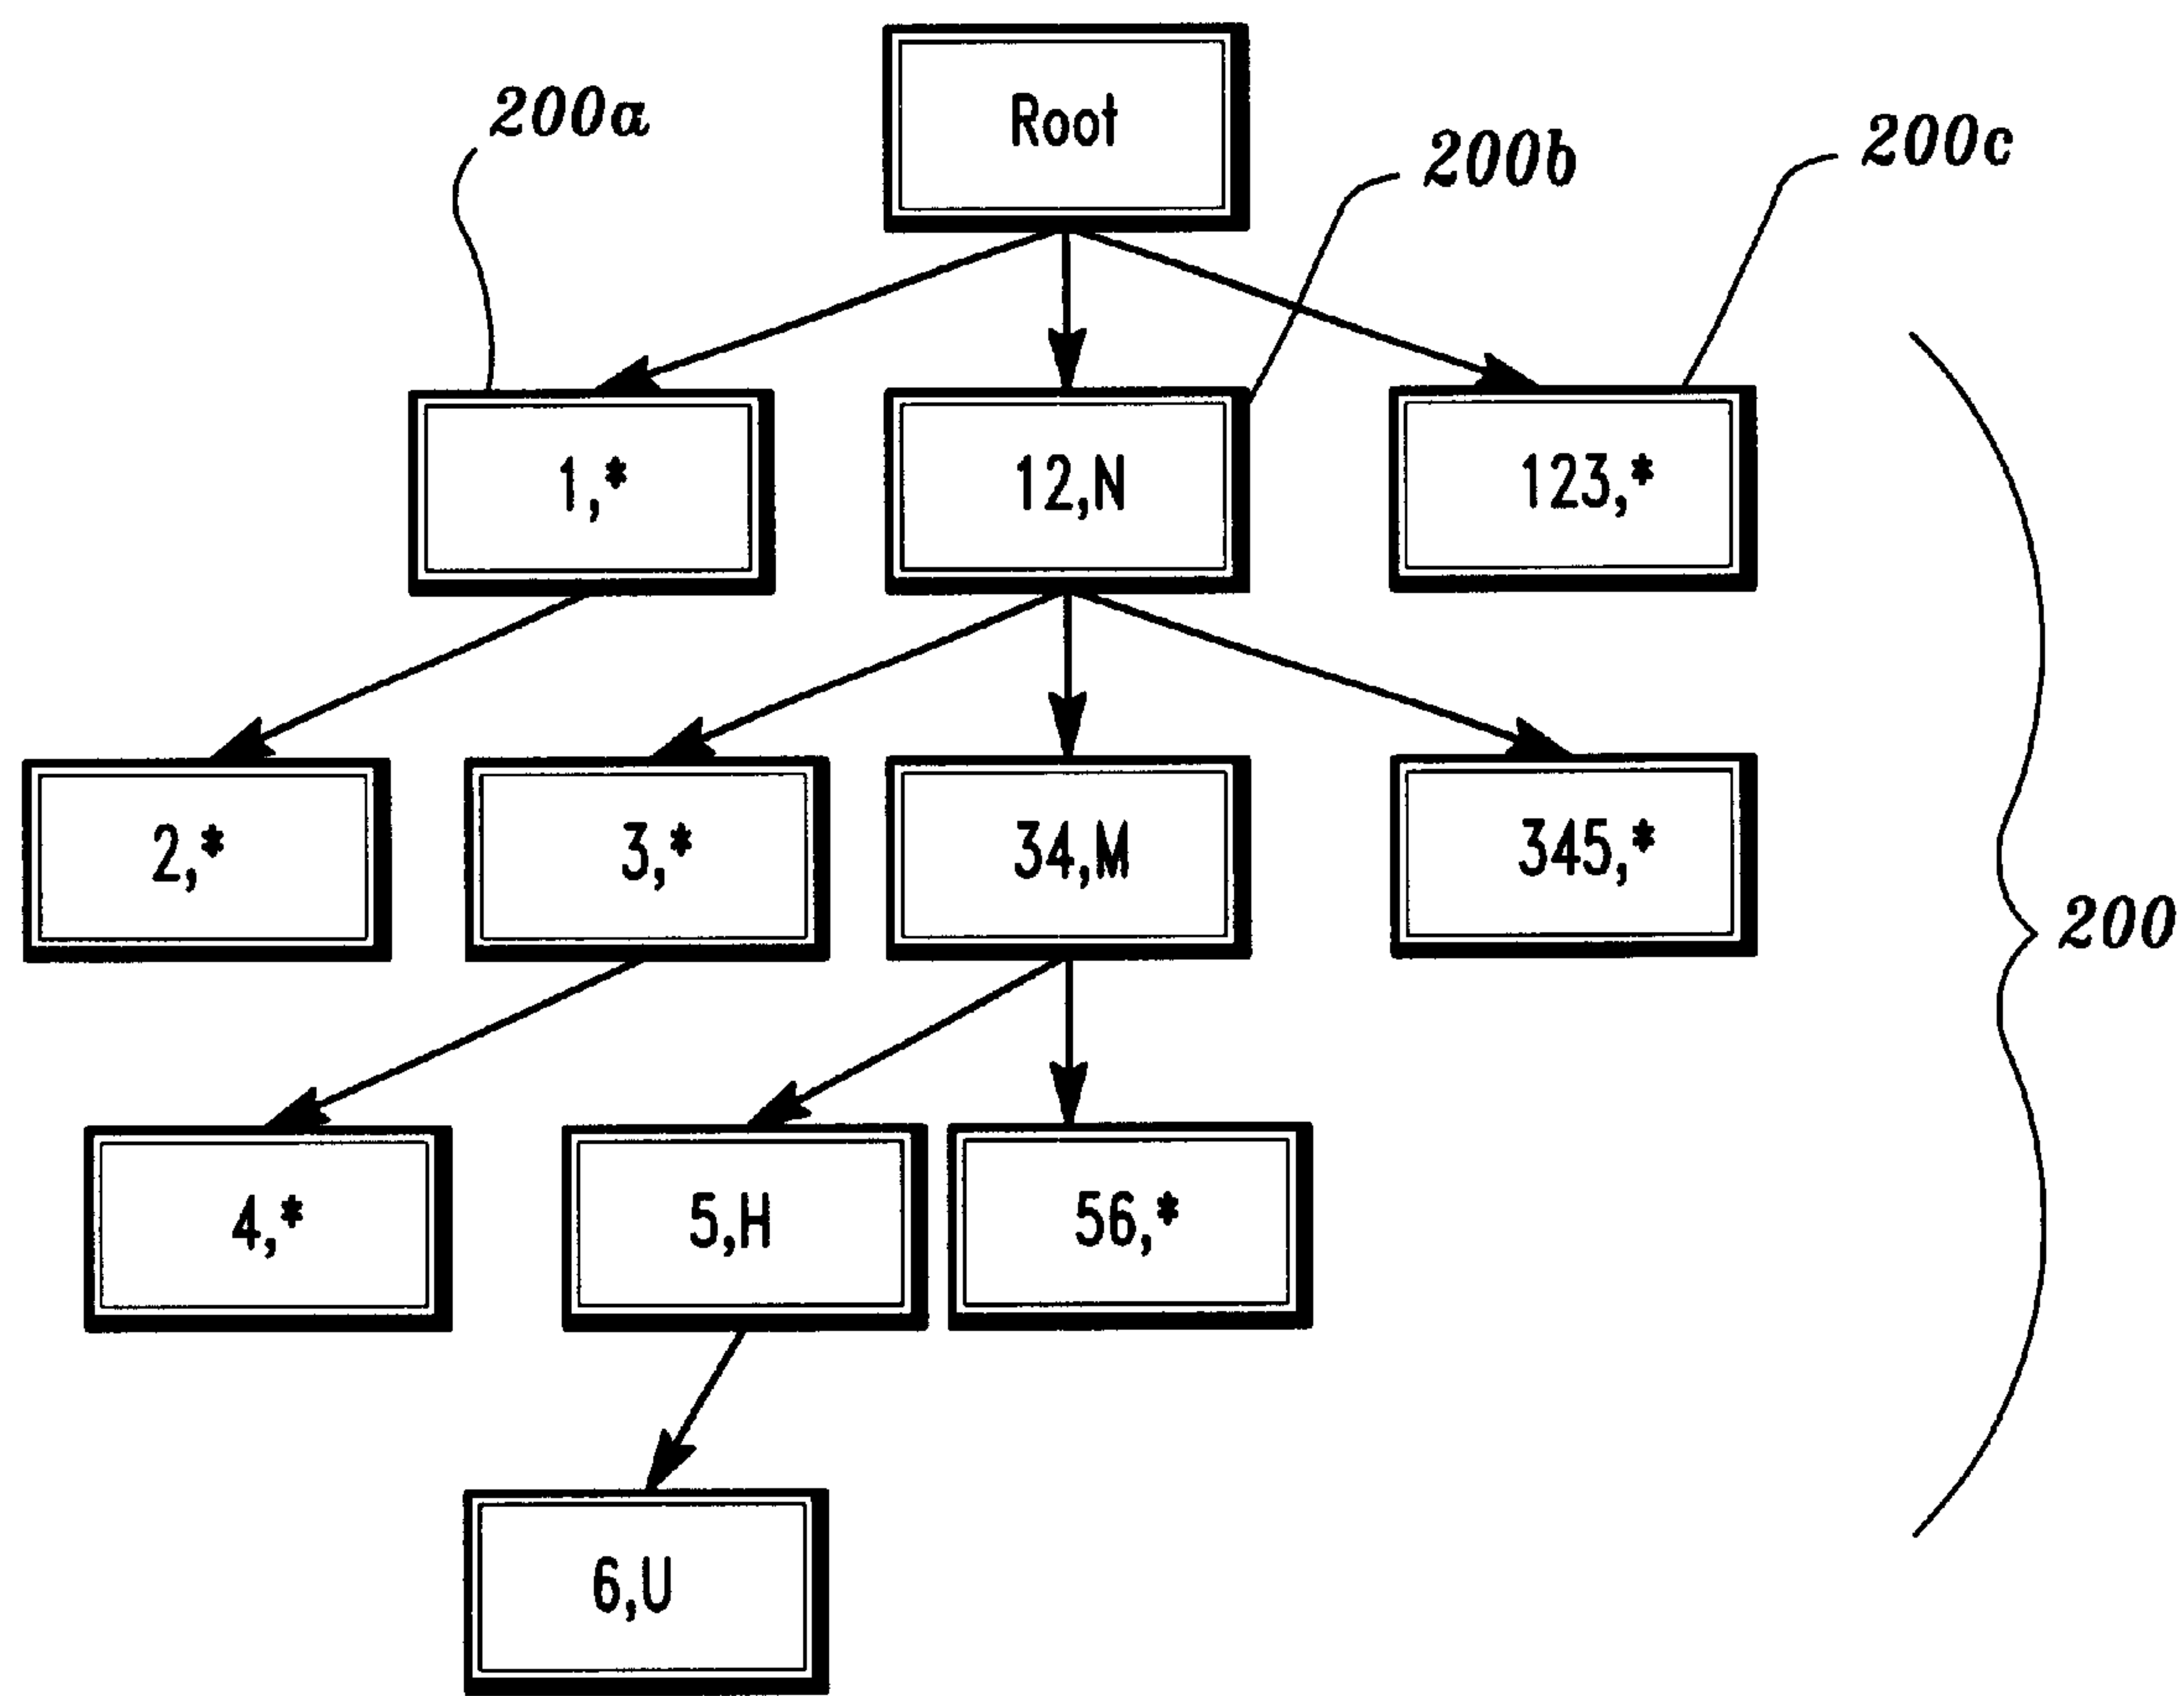 Root
200a
200b
200c
1,*
12,N
123,*
2,*
3,*
34,M
345,*
200
4,*
5,H
56,*
6,U